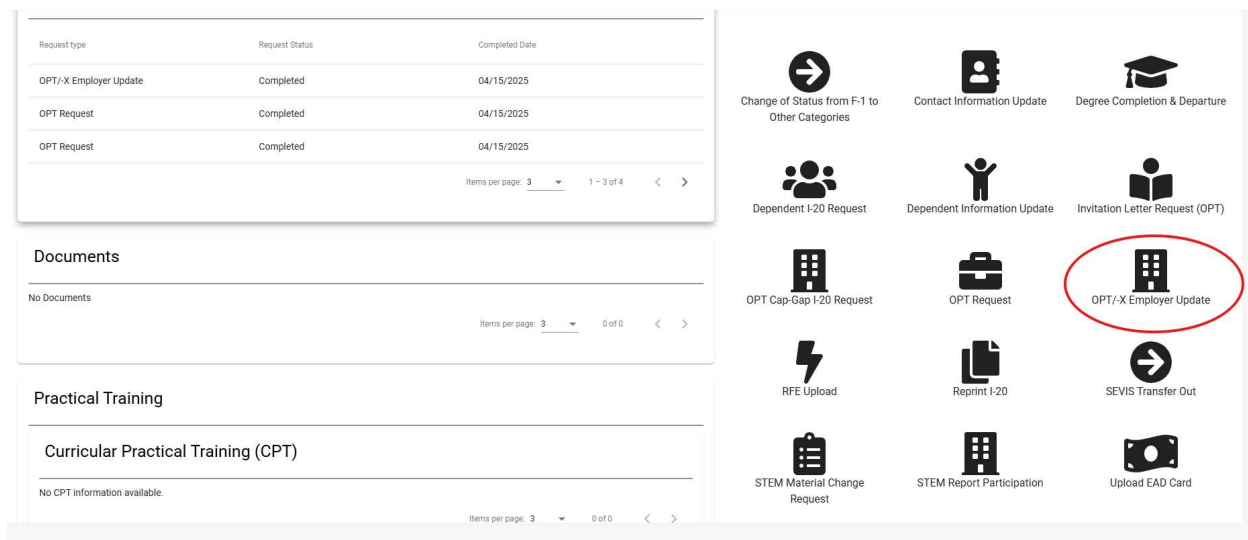 Request type Request Status Completed Date
OPT/-X Employer Update Completed 04/15/2025
OPT Request Completed 04/15/2025
OPT Request Completed 04/15/2025
Items per page: 3 1 – 3 of 4
Documents
No Documents
Items per page: 3 0 of 0
Practical Training
Curricular Practical Training (CPT)
No CPT information available.
Items per page: 3 0 of 0
Change of Status from F-1 to
Other Categories
Contact Information Update
Degree Completion & Departure
Dependent I-20 Request
Dependent Information Update
Invitation Letter Request (OPT)
OPT Cap-Gap I-20 Request
OPT Request
OPT/-X Employer Update
RFE Upload
Reprint I-20
SEVIS Transfer Out
STEM Material Change
Request
STEM Report Participation
Upload EAD Card